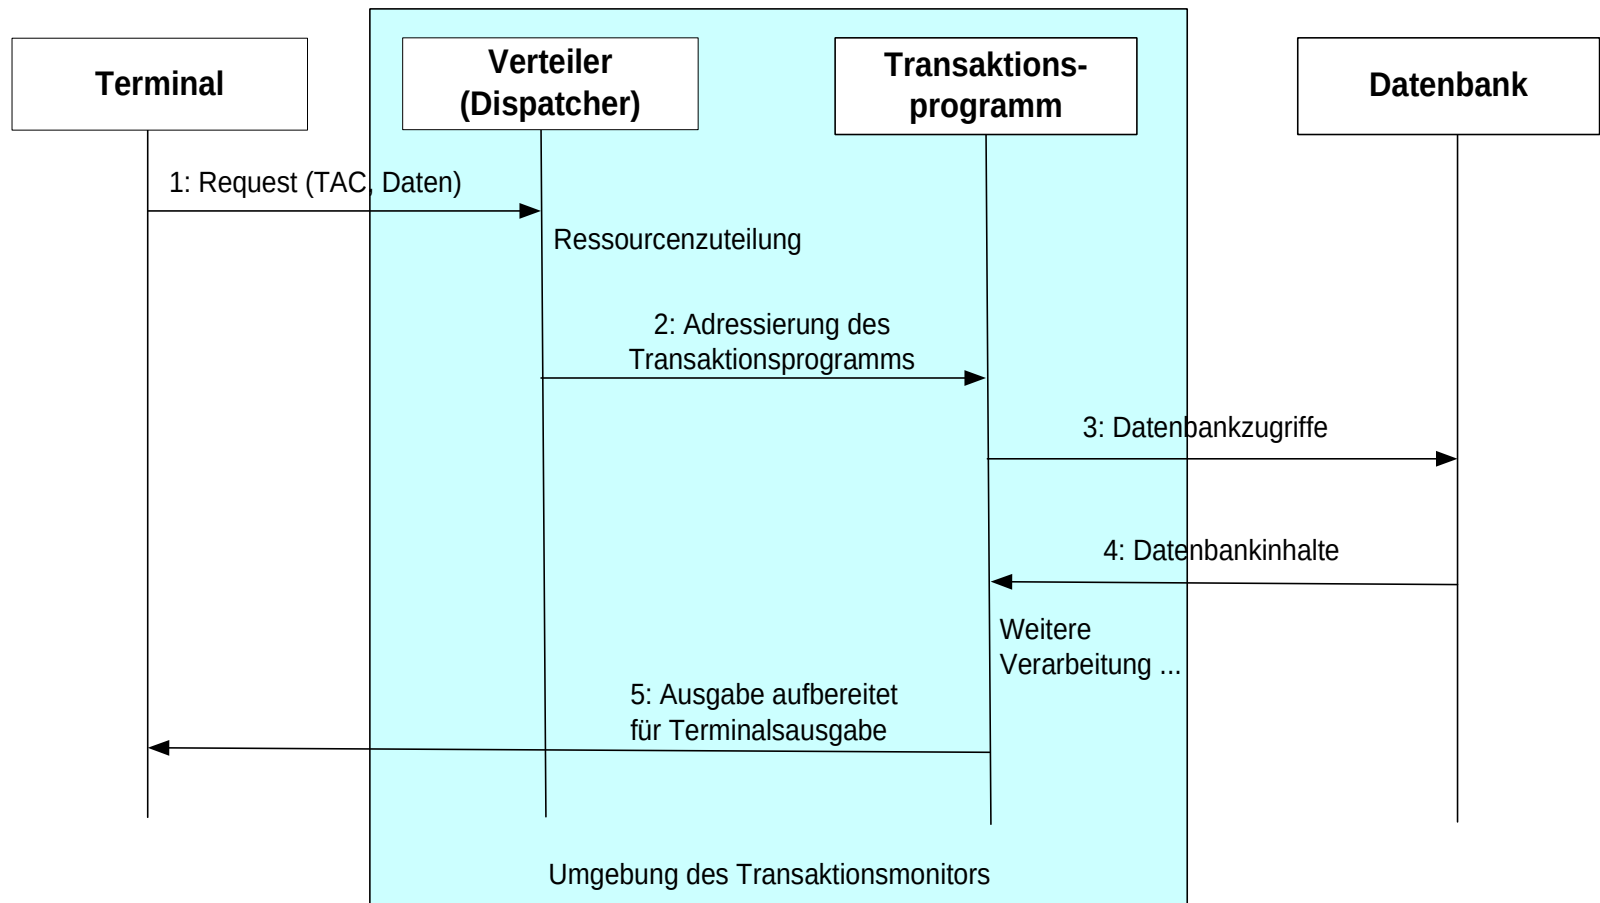 Terminal
Verteiler
(Dispatcher)
Transaktions-
programm
Datenbank
1: Request (TAC, Daten)
Ressourcenzuteilung
2: Adressierung des
Transaktionsprogramms
3: Datenbankzugriffe
4: Datenbankinhalte
Weitere
Verarbeitung ...
5: Ausgabe aufbereitet
für Terminalsausgabe
Umgebung des Transaktionsmonitors